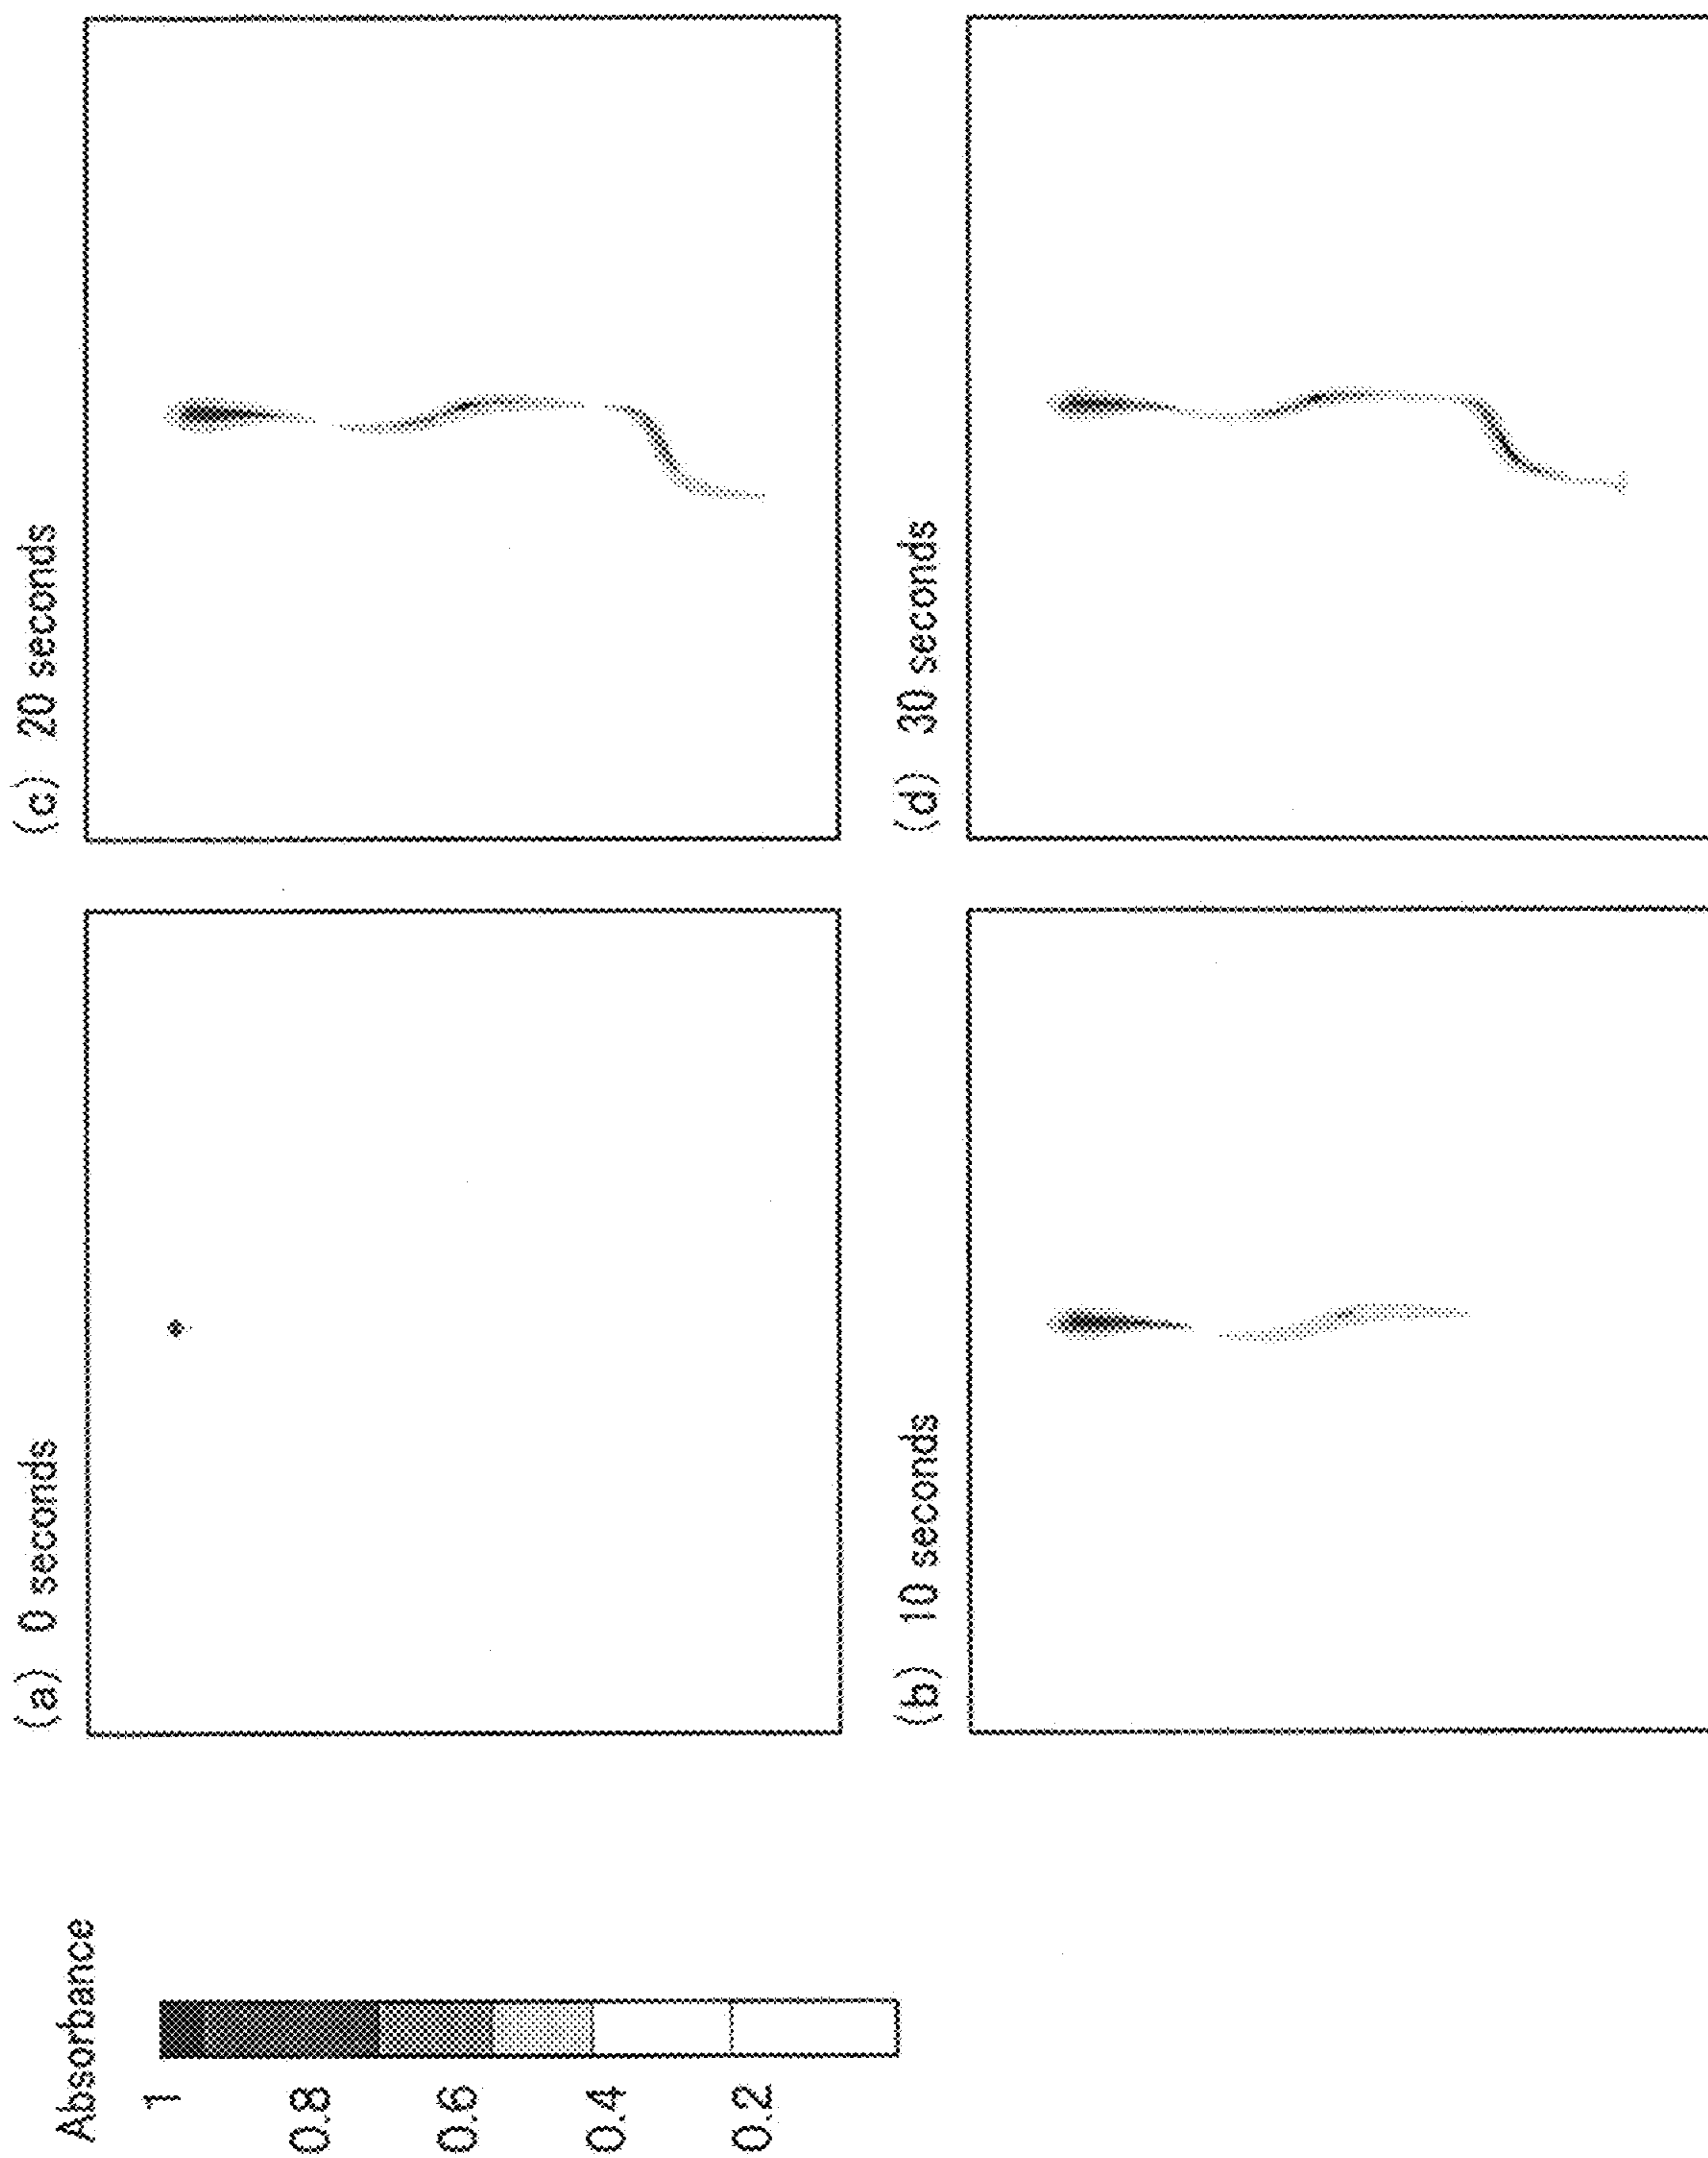 Absorbance
1
0.8
0.6
0.4
0.2
(a) 0 seconds
(b) 10 seconds
(c) 20 seconds
(d) 30 seconds